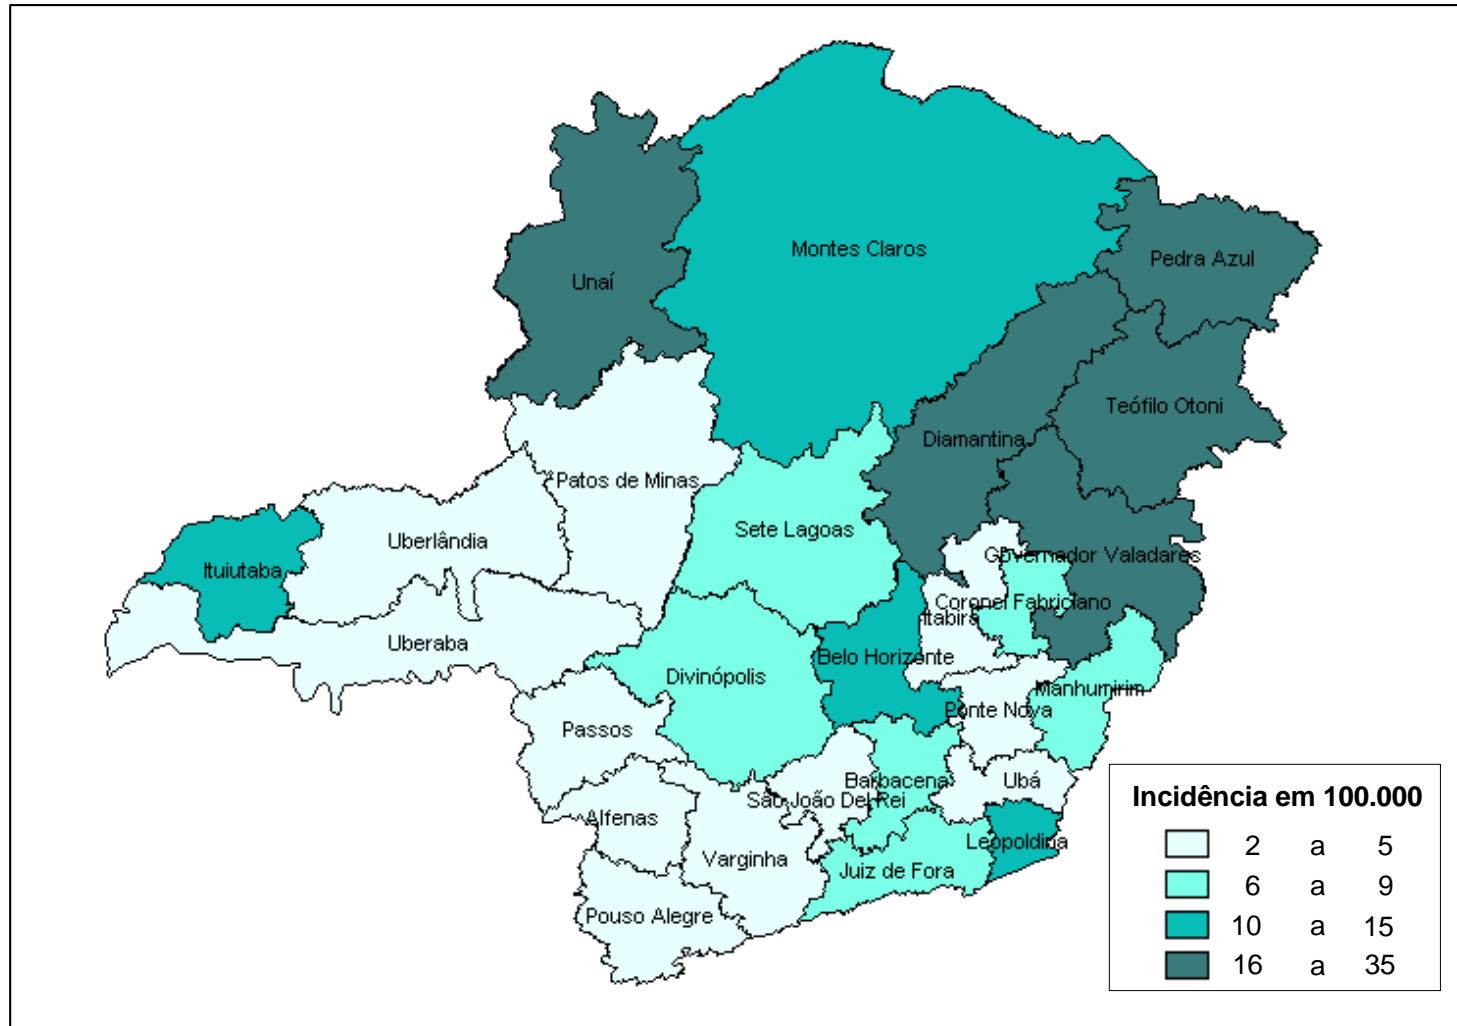 Montes Claros
Pedra Azul
Unaí
Teófilo Otoni
Diamantina
Patos de Minas
Sete Lagoas
Uberlândia
Governador Valadares
Ituiutaba
Coronel Fabriciano
Itabira
Uberaba
Belo Horizonte
Divinópolis
Manhumirim
Ponte Nova
Passos
Barbacena
Ubá
São João Del Rei
Alfenas
Leopoldina
Varginha
Juiz de Fora
Pouso Alegre
Incidência em 100.000
2 a 5
6 a 9
10 a 15
16 a 35